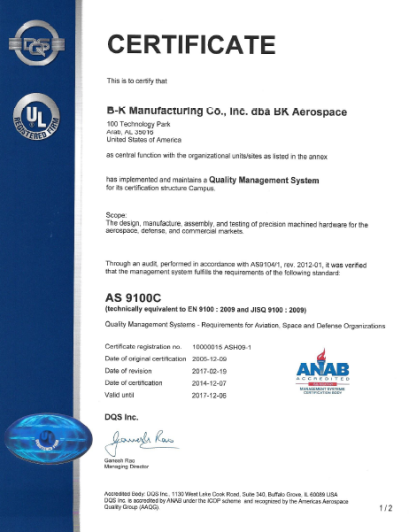 DQS
CERTIFICATE
This is to certify that
UL
REGISTERED FIRM
B-K Manufacturing Co., Inc. dba BK Aerospace
100 Technology Park
Arab, AL 35016
United States of America
as central function with the organizational units/sites as listed in the annex
has implemented and maintains a Quality Management System
for its certification structure Campus.
Scope:
The design, manufacture, assembly, and testing of precision machined hardware for the
aerospace, defense, and commercial markets.
Through an audit, performed in accordance with AS9104/1, rev. 2012-01, it was verified
that the management system fulfills the requirements of the following standard:
AS 9100C
(technically equivalent to EN 9100 : 2009 and JISQ 9100 : 2009)
Quality Management Systems - Requirements for Aviation, Space and Defense Organizations
Certificate registration no. 10000015 ASH09-1
Date of original certification 2005-12-09
Date of revision 2017-02-19
Date of certification 2014-12-07
Valid until 2017-12-06
ANAB
ACCREDITED
MANAGEMENT SYSTEMS
CERTIFICATION BODY
DQS Inc.
Ganesh Rao
Ganesh Rao
Managing Director
Accredited Body: DQS Inc., 1130 West Lake Cook Road, Suite 340, Buffalo Grove, IL 60089 USA
DQS Inc. is accredited by ANAB under the ICOP scheme and recognized by the Americas Aerospace
Quality Group (AAQG).
1 / 2